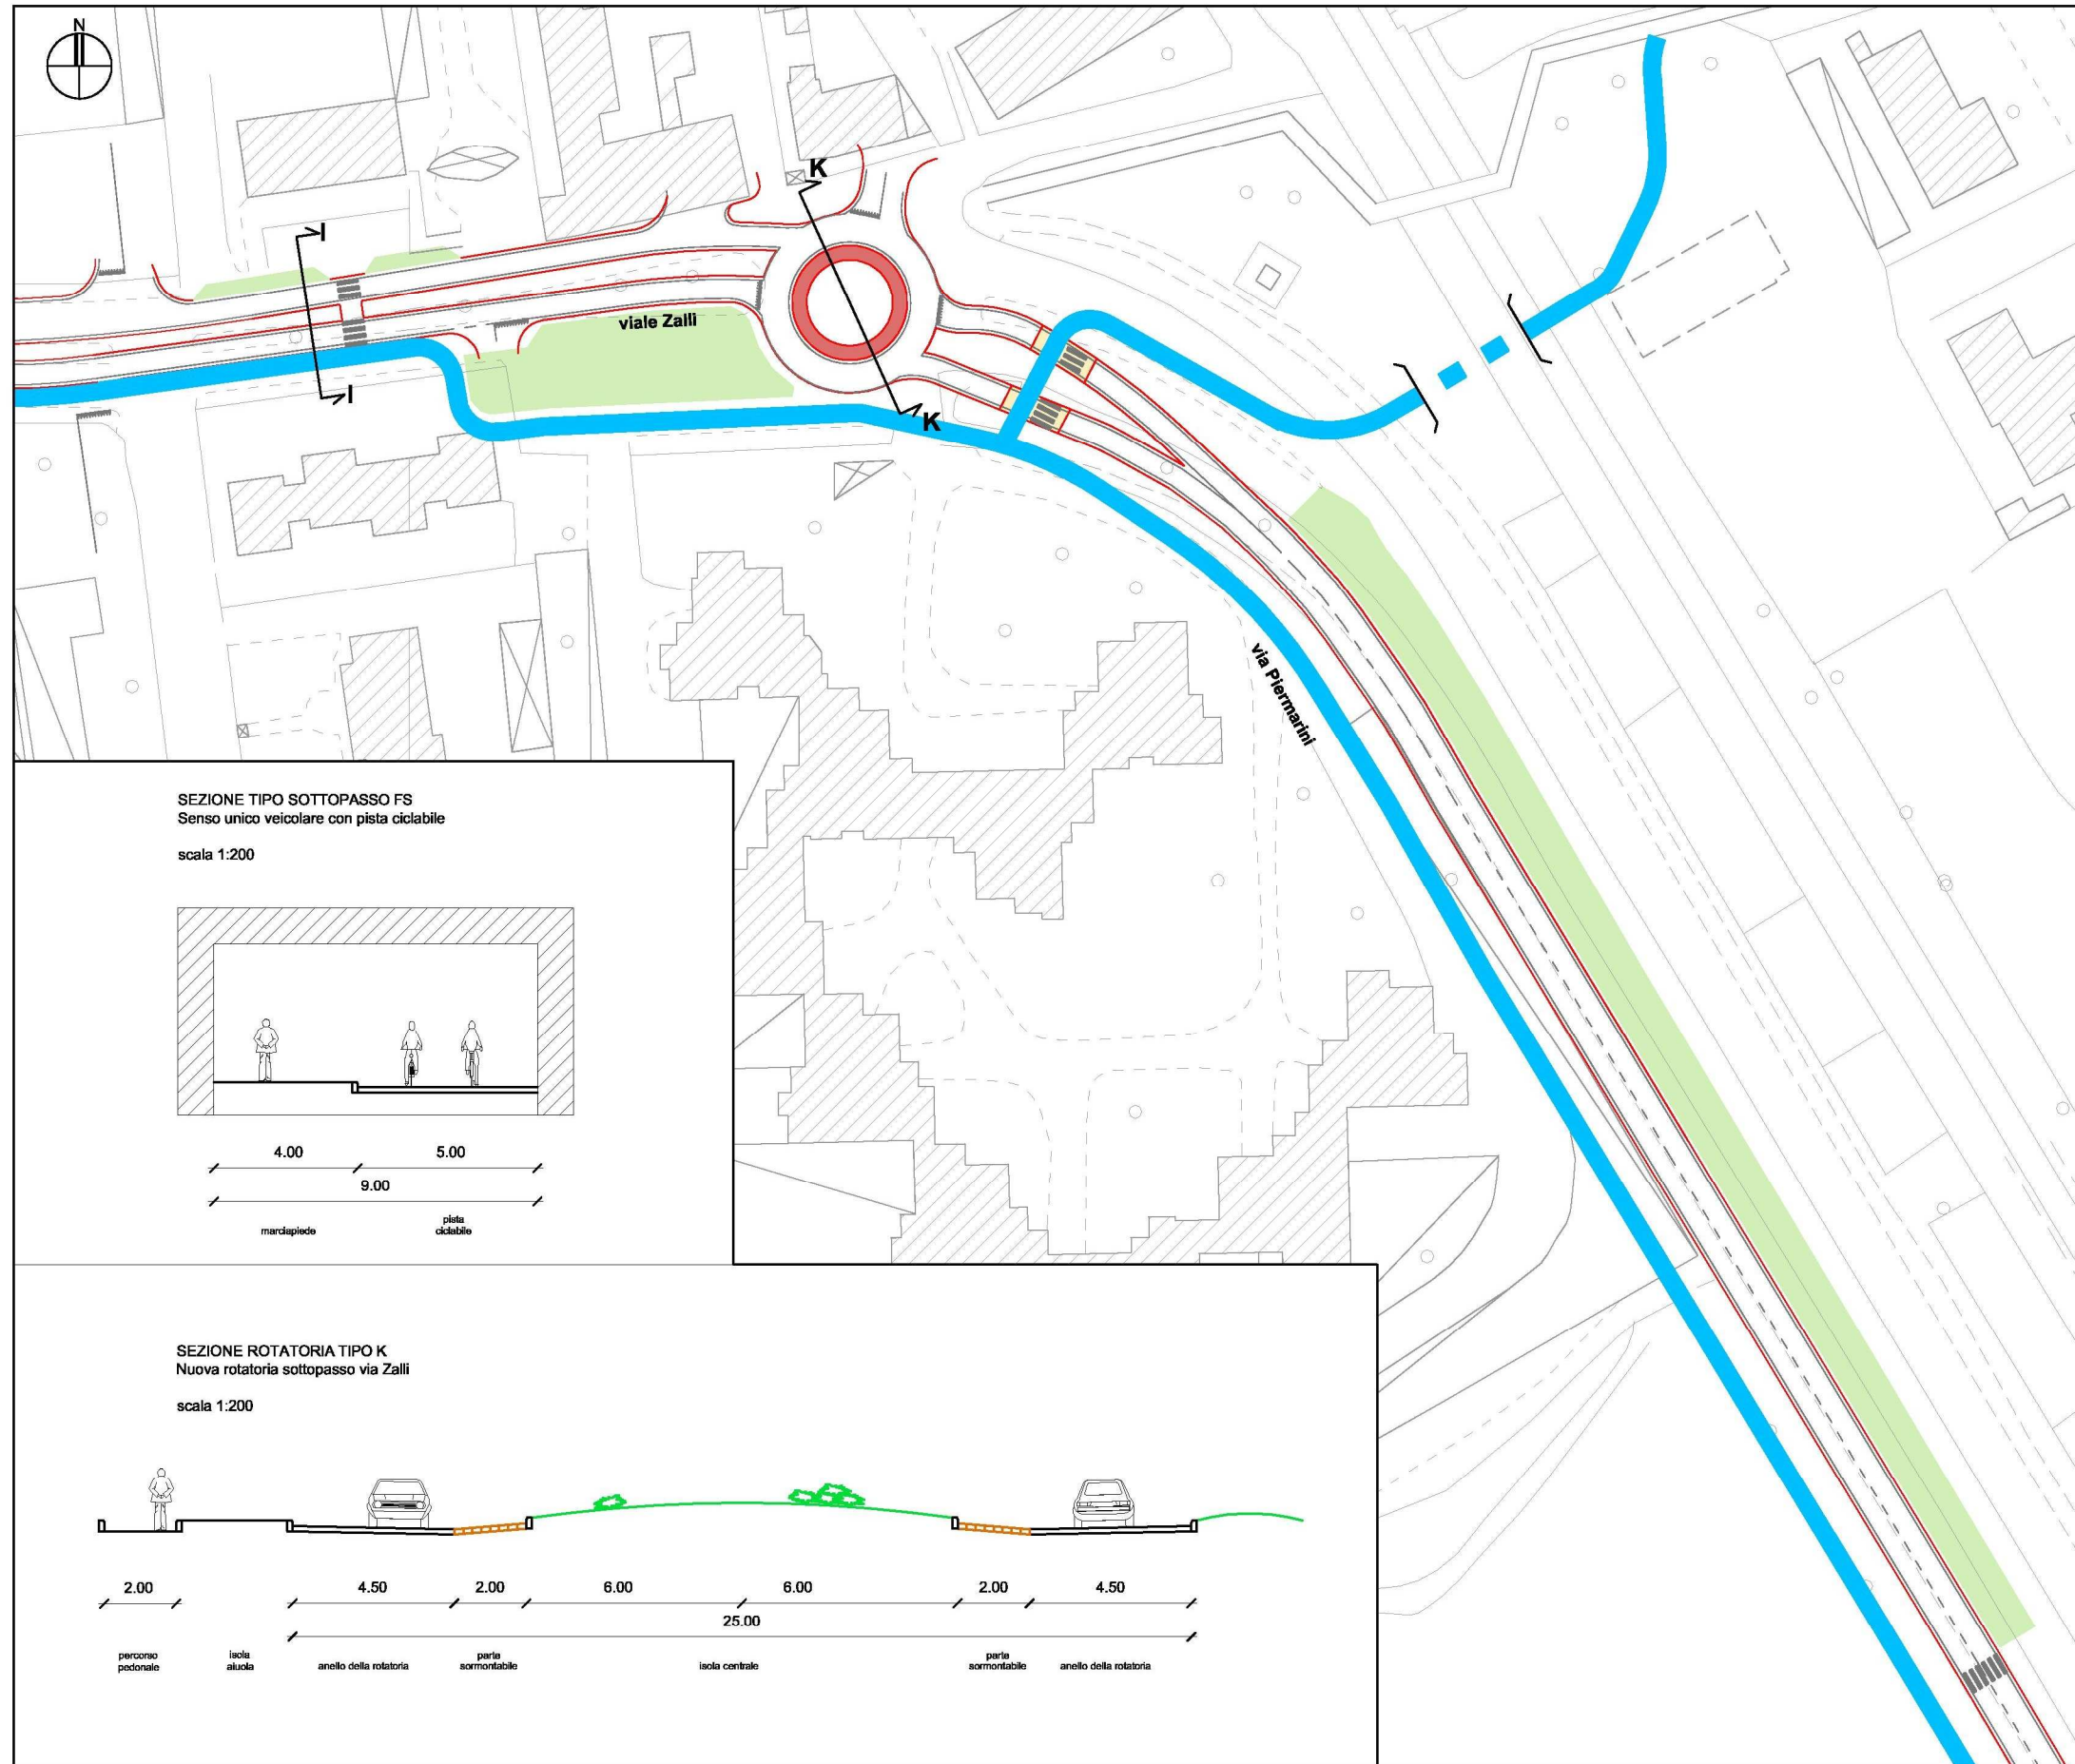 N
K
I
viale Zalli
I
K
via Piermarini
SEZIONE TIPO SOTTOPASSO FS
Senso unico veicolare con pista ciclabile
scala 1:200
4.00 5.00
9.00
marciapiede
pista
ciclabile
SEZIONE ROTATORIA TIPO K
Nuova rotatoria sottopasso via Zalli
scala 1:200
2.00 4.50 2.00 6.00 6.00 2.00 4.50
25.00
percorso
pedonale
isola
aiuola
anello della rotatoria
parte
sormontabile
isola centrale
parte
sormontabile
anello della rotatoria